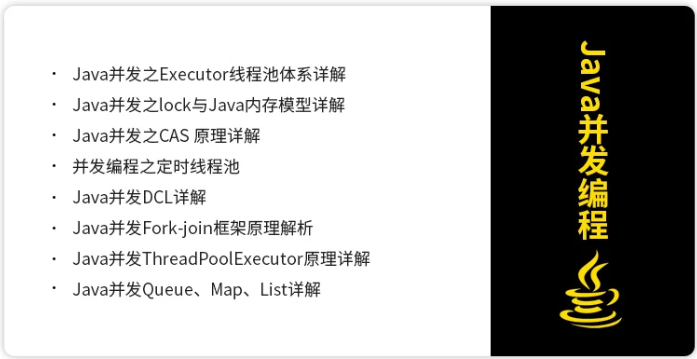 · Java并发之Executor线程池体系详解
· Java并发之lock与Java内存模型详解
· Java并发之CAS 原理详解
· 并发编程之定时线程池
· Java并发DCL详解
· Java并发Fork-join框架原理解析
· Java并发ThreadPoolExecutor原理详解
· Java并发Queue、Map、List详解
Java并发编程